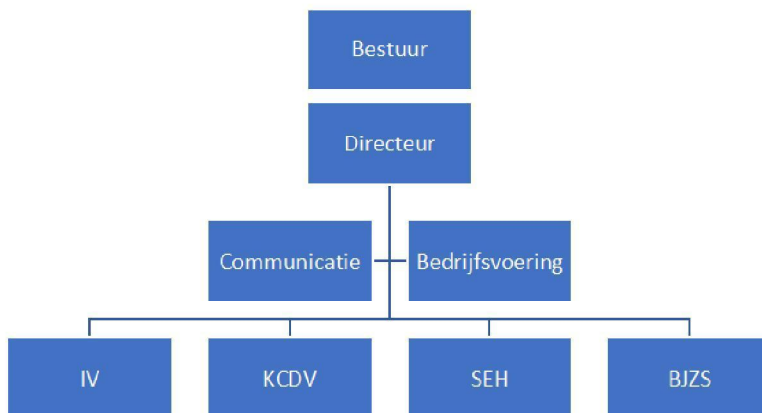 Bestuur
Directeur
Communicatie
Bedrijfsvoering
IV
KCDV
SEH
BJZS